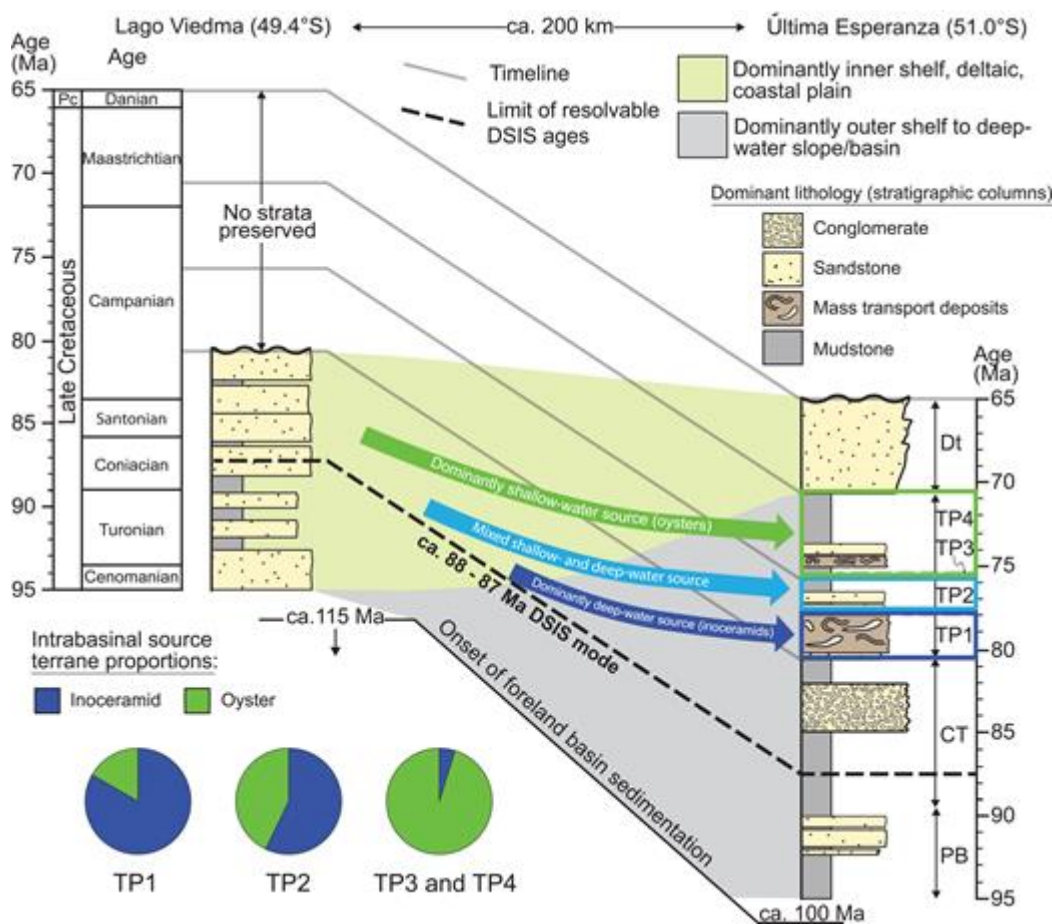 Lago Viedma (49.4°S)
ca. 200 km
Última Esperanza (51.0°S)
Age
(Ma)
Age
Timeline
Limit of resolvable
DSIS ages
Dominantly inner shelf, deltaic,
coastal plain
Dominantly outer shelf to deep-
water slope/basin
Dominant lithology (stratigraphic columns)
Conglomerate
Sandstone
Mass transport deposits
Mudstone
65
70
75
80
85
90
95
Late Cretaceous
Pc
Danian
Maastrichtian
Campanian
Santonian
Coniacian
Turonian
Cenomanian
No strata
preserved
ca.115 Ma
Dominantly shallow-water source (oysters)
Mixed shallow- and deep-water source
Dominantly deep-water source (inoceramids)
ca. 88 - 87 Ma DSIS mode
Onset of foreland basin sedimentation
Age
(Ma)
65
70
75
80
85
90
95
Dt
TP4
TP3
TP2
TP1
CT
PB
ca. 100 Ma
Intrabasinal source
terrane proportions:
Inoceramid
Oyster
TP1
TP2
TP3 and TP4